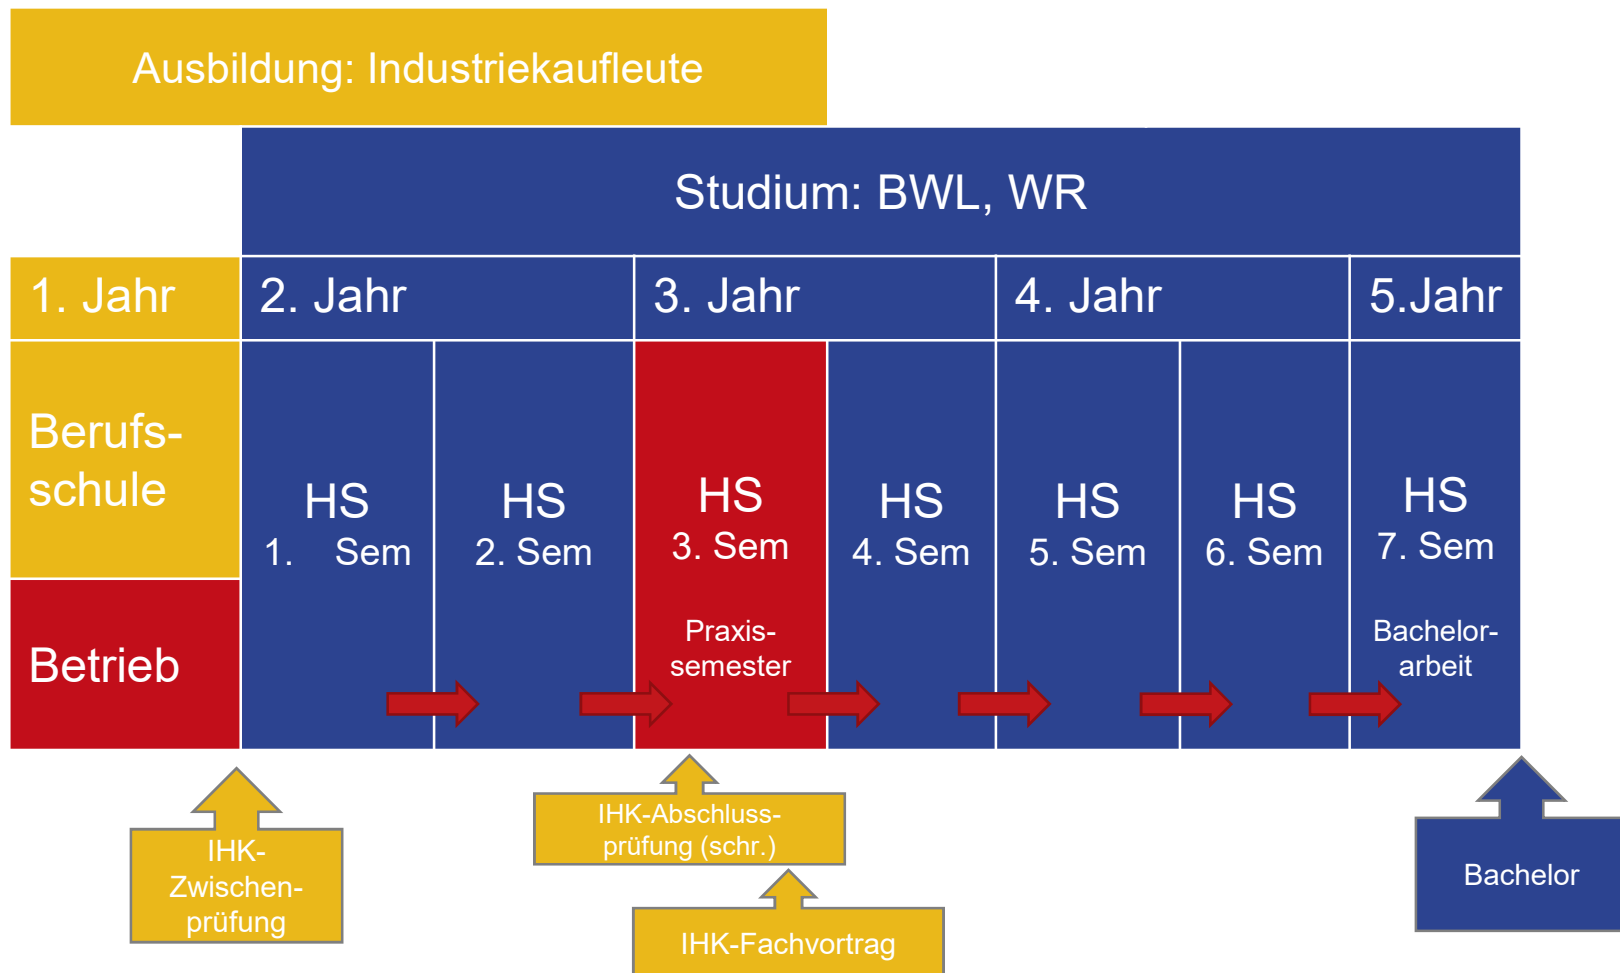 Ausbildung: Industriekaufleute
Studium: BWL, WR
1. Jahr
2. Jahr
3. Jahr
4. Jahr
5.Jahr
Berufs-
schule
Betrieb
HS
1. Sem
HS
2. Sem
HS
3. Sem
Praxis-
semester
HS
4. Sem
HS
5. Sem
HS
6. Sem
HS
7. Sem
Bachelor-
arbeit
IHK-
Zwischen-
prüfung
IHK-Abschluss-
prüfung (schr.)
IHK-Fachvortrag
Bachelor